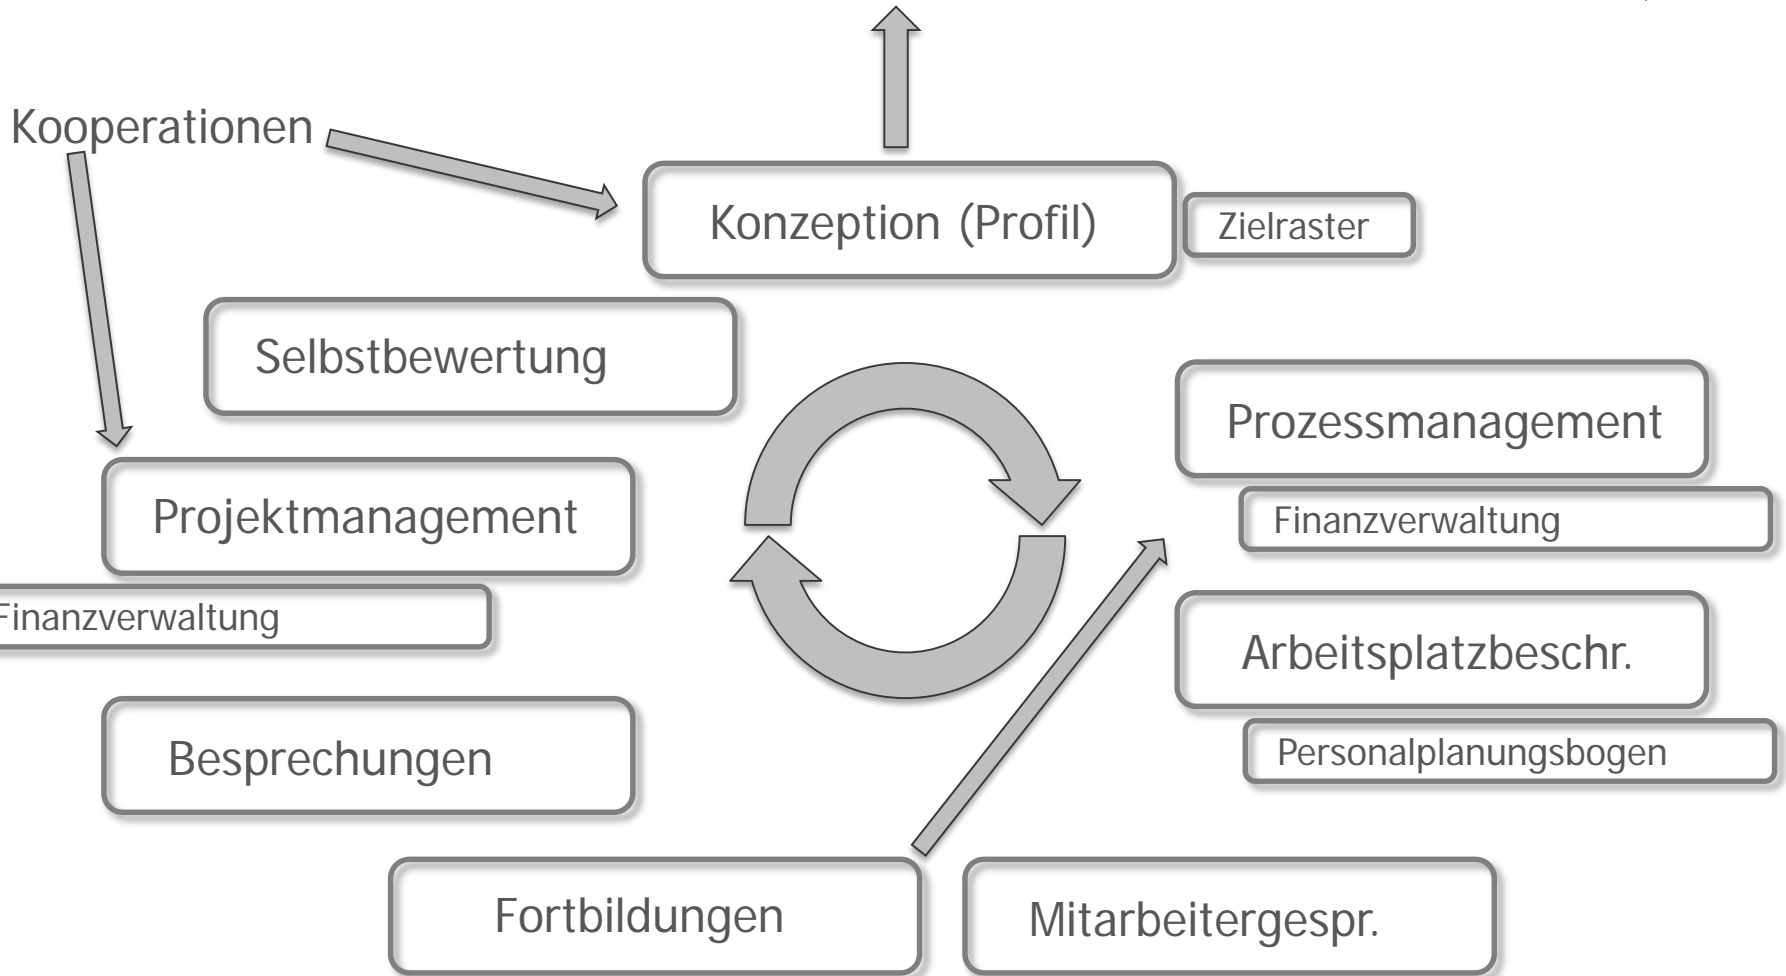 Kooperationen
Konzeption (Profil)
Zielraster
Selbstbewertung
Prozessmanagement
Finanzverwaltung
Projektmanagement
Finanzverwaltung
Arbeitsplatzbeschr.
Personalplanungsbogen
Besprechungen
Fortbildungen
Mitarbeitergespr.